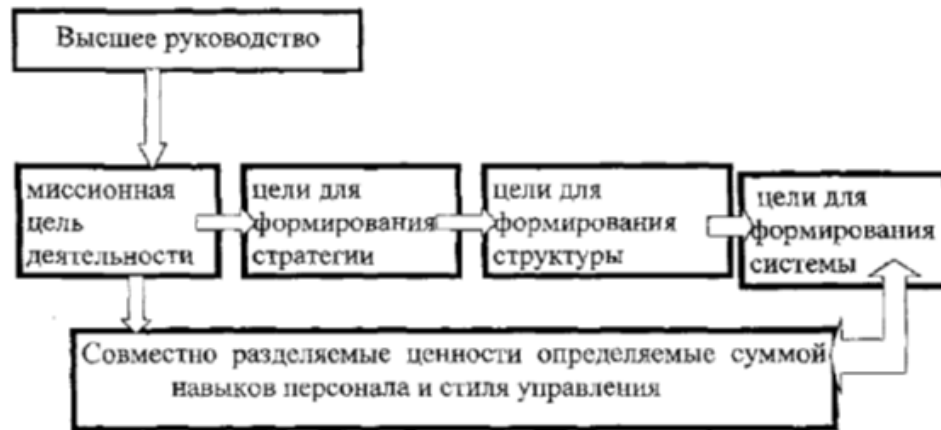 Высшее руководство
миссионная
цель
деятельности
цели для
формирования
стратегии
цели для
формирования
структуры
цели для
формирования
системы
Совместно разделяемые ценности определяемые суммой
навыков персонала и стиля управления